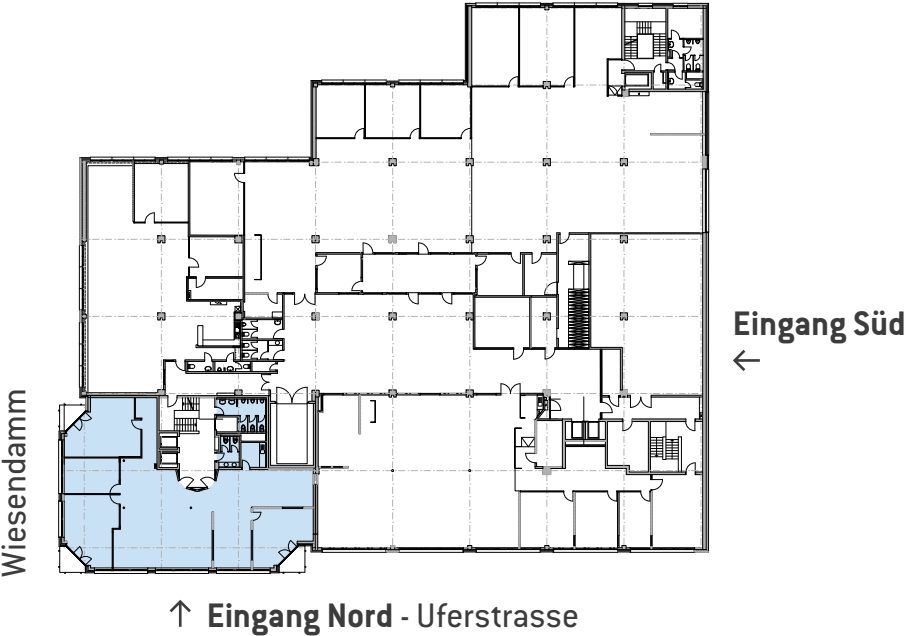 Eingang Süd
←
Wiesendamm
↑ Eingang Nord - Uferstrasse